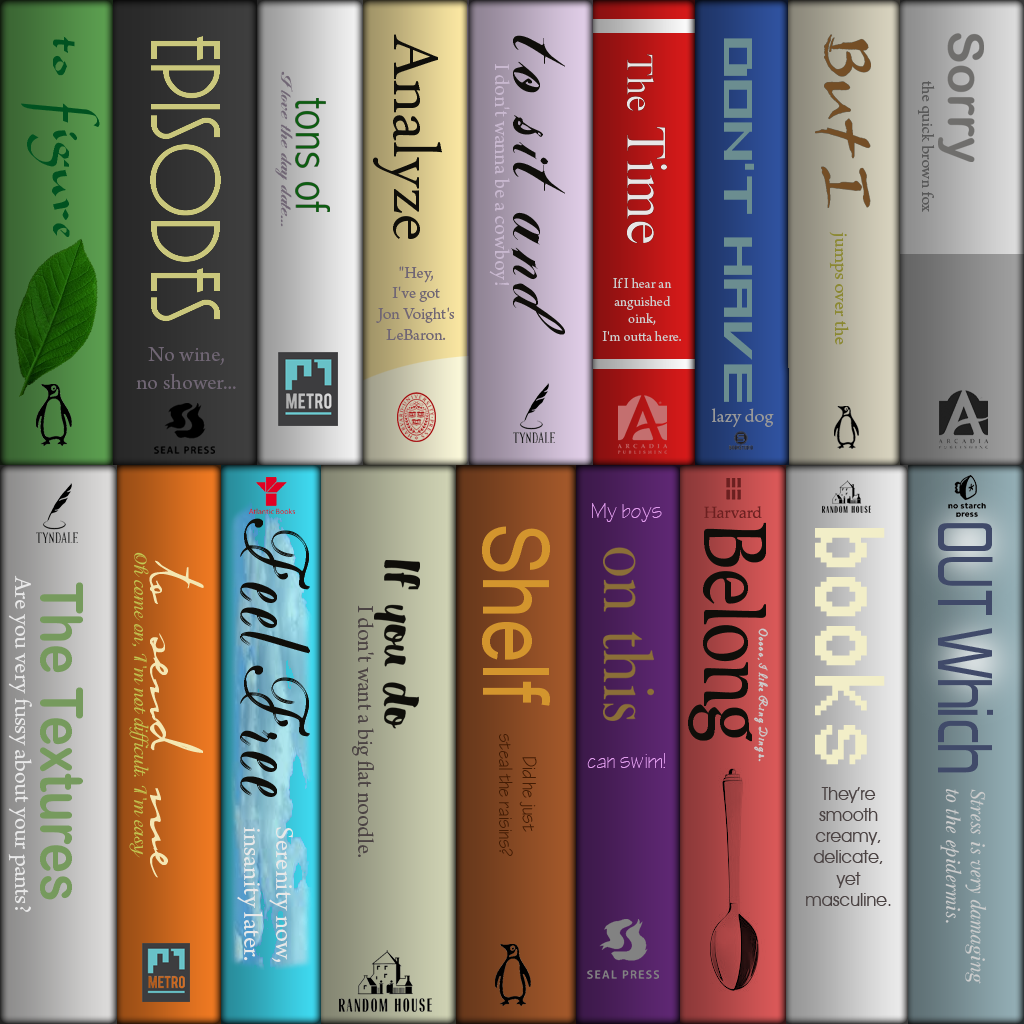 to figure
EPISODES
No wine,
no shower...
SEAL PRESS
tons of
I love the day date...
METRO
Analyze
"Hey,
I've got
Jon Voight's
LeBaron.
to sit and
I don't wanna be a cowboy!
TYNDALE
The Time
If I hear an
anguished
oink,
I'm outta here.
ARCADIA
PUBLISHING
DON'T HAVE
lazy dog
But I
jumps over the
Sorry
the quick brown fox
ARCADIA
PUBLISHING
TYNDALE
The Textures
Are you very fussy about your pants?
to send me
Oh come on, I'm not difficult. I'm easy
METRO
Atlantic Books
Feel Free
Serenity now,
insanity later.
If you do
I don't want a big flat noodle.
RANDOM HOUSE
Shelf
Did he just
steal the raisins?
My boys
on this
can swim!
SEAL PRESS
Harvard
Belong
Oooo, I like Ring Dings.
RANDOM HOUSE
books
They're
smooth
creamy,
delicate,
yet
masculine.
no starch
press
OUT Which
Stress is very damaging
to the epidermis.